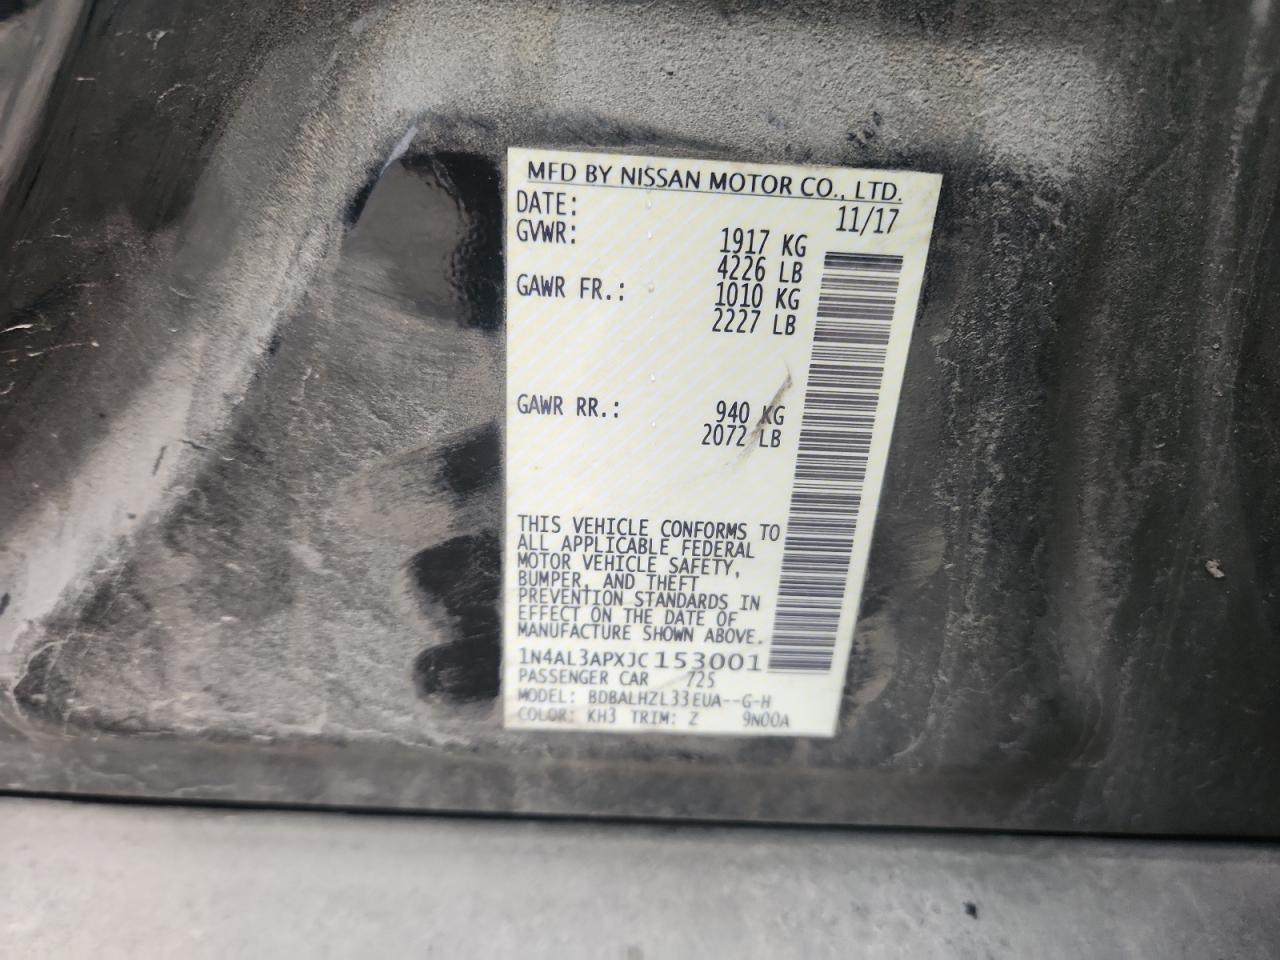 MFD BY NISSAN MOTOR CO., LTD.
DATE: 11/17
GVWR: 1917 KG
4226 LB
GAWR FR.: 1010 KG
2227 LB
GAWR RR.: 940 KG
2072 LB
THIS VEHICLE CONFORMS TO
ALL APPLICABLE FEDERAL
MOTOR VEHICLE SAFETY,
BUMPER, AND THEFT
PREVENTION STANDARDS IN
EFFECT ON THE DATE OF
MANUFACTURE SHOWN ABOVE.
1N4AL3APXJC153001
PASSENGER CAR /25
MODEL: BDBALHZL33EUA--G-H
COLOR: KH3 TRIM: Z 9N00A